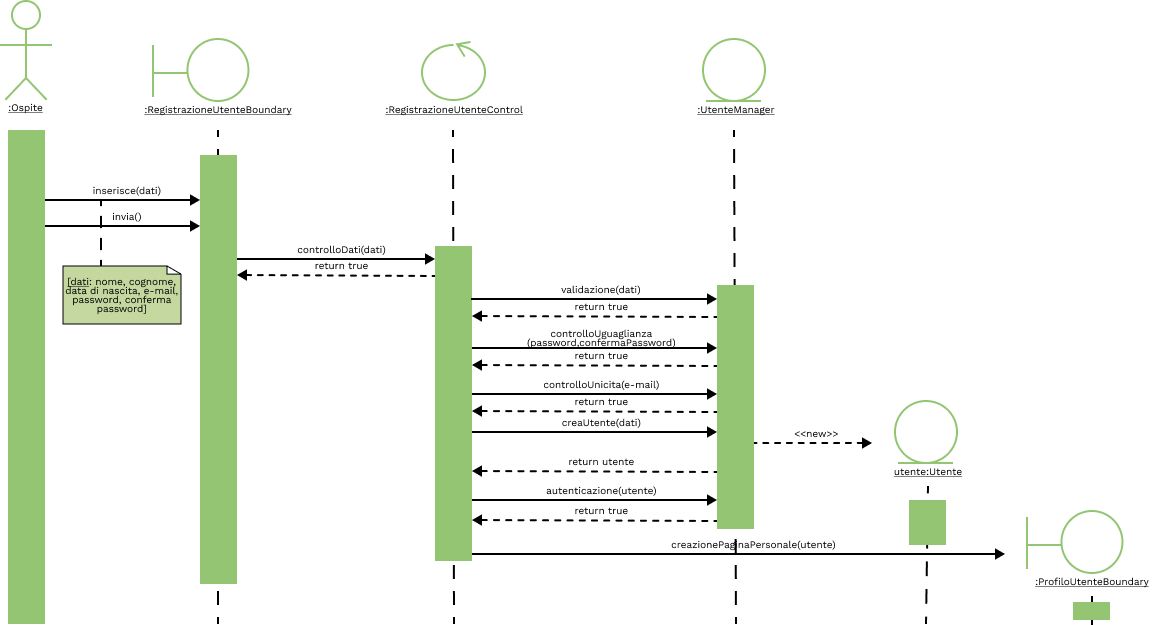 :Ospite
:RegistrazioneUtenteBoundary
:RegistrazioneUtenteControl
:UtenteManager
inserisce(dati)
invia()
controlloDati(dati)
return true
[dati: nome, cognome,
data di nascita, e-mail,
password, conferma
password]
validazione(dati)
return true
controlloUguaglianza
(password,confermaPassword)
return true
controlloUnicita(e-mail)
return true
creaUtente(dati)
<<new>>
return utente
utente:Utente
autenticazione(utente)
return true
creazionePaginaPersonale(utente)
:ProfiloUtenteBoundary